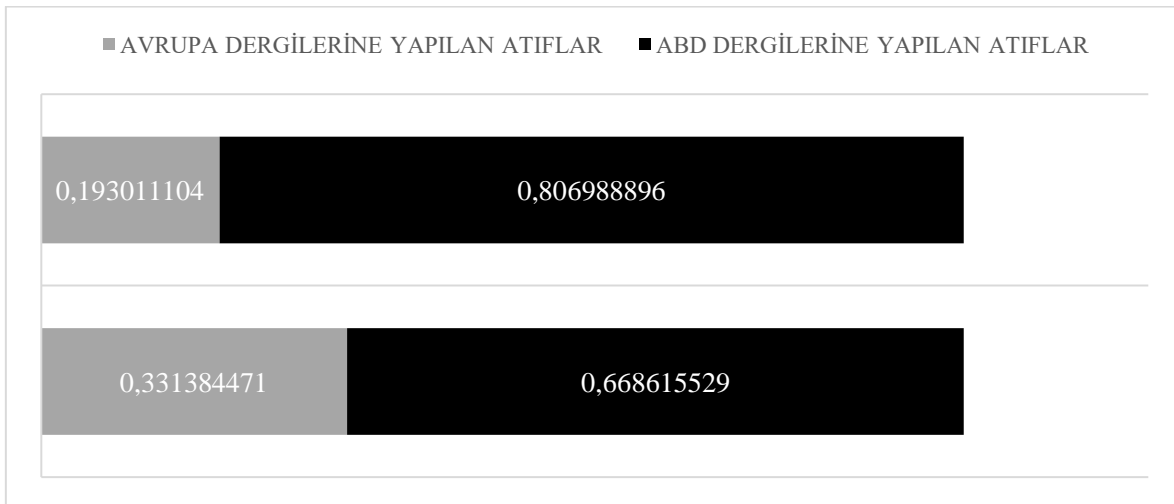 AVRUPA DERGİLERİNE YAPILAN ATIFLAR ABD DERGİLERİNE YAPILAN ATIFLAR
0,193011104 0,806988896
0,331384471 0,668615529